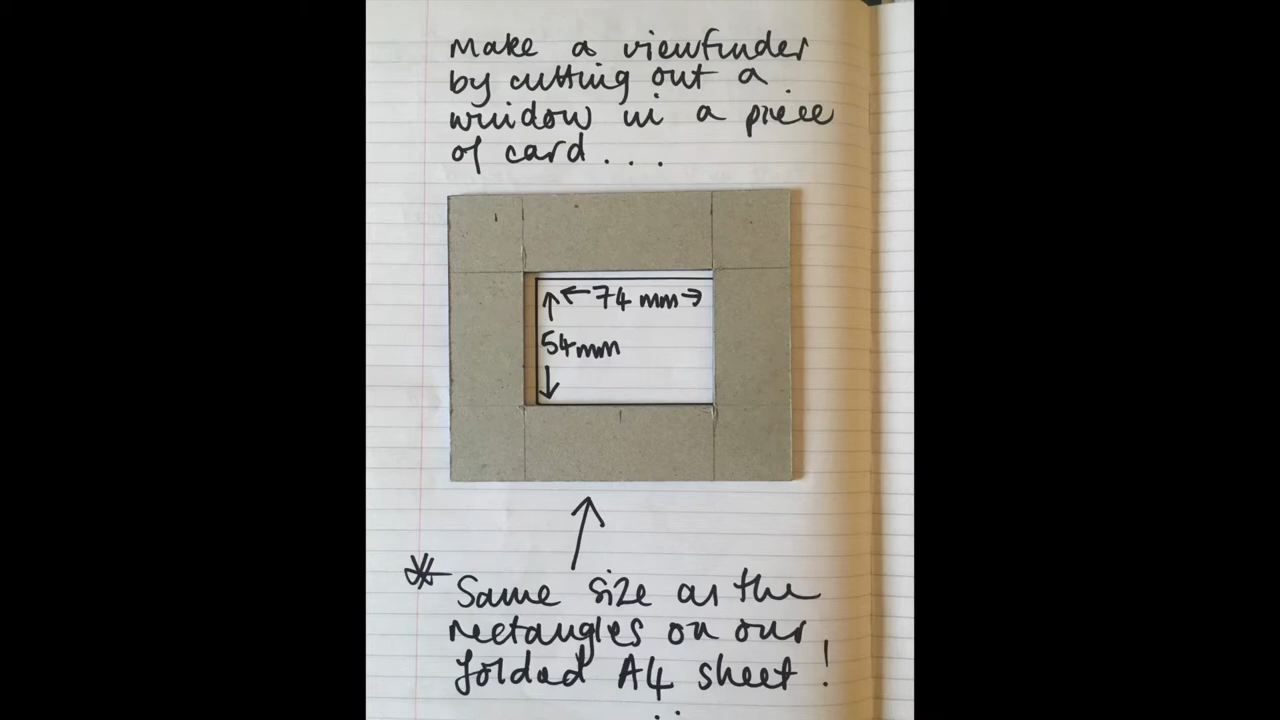 Make a viewfinder
by cutting out a
window in a piece
of card...
← 74 mm →
54mm
* Same size as the
rectangles on our
folded A4 sheet!